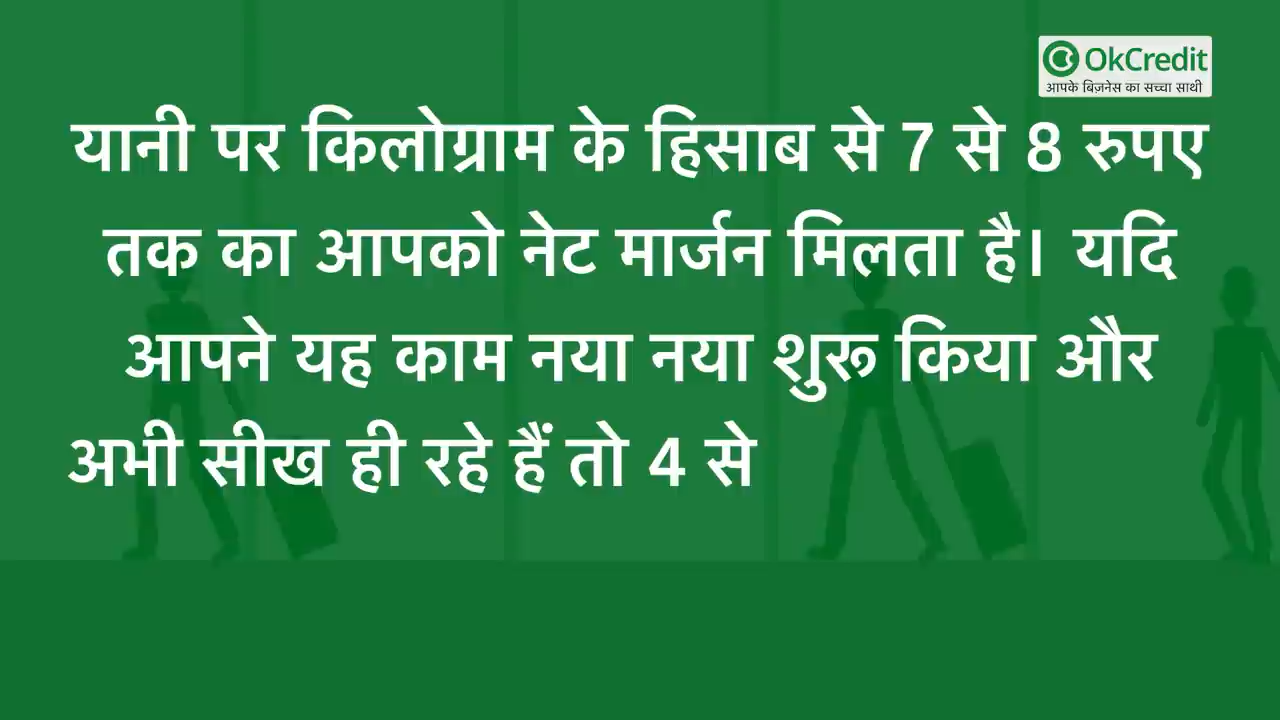 OkCredit
आपके बिज़नेस का सच्चा साथी
यानी पर किलोग्राम के हिसाब से 7 से 8 रुपए
तक का आपको नेट मार्जन मिलता है। यदि
आपने यह काम नया नया शुरू किया और
अभी सीख ही रहे हैं तो 4 से